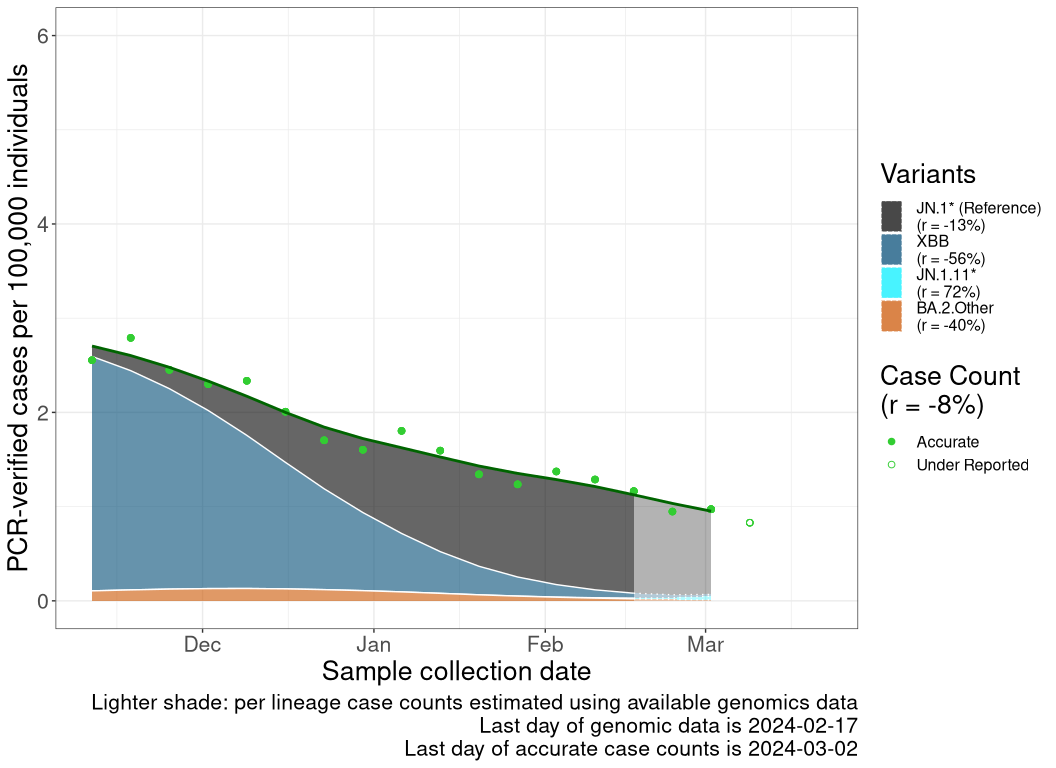 PCR-verified cases per 100,000 individuals
6
4
2
0
Dec
Jan
Feb
Mar
Sample collection date
Lighter shade: per lineage case counts estimated using available genomics data
Last day of genomic data is 2024-02-17
Last day of accurate case counts is 2024-03-02
Variants
JN.1* (Reference)
(r = -13%)
XBB
(r = -56%)
JN.1.11*
(r = 72%)
BA.2.Other
(r = -40%)
Case Count
(r = -8%)
Accurate
Under Reported